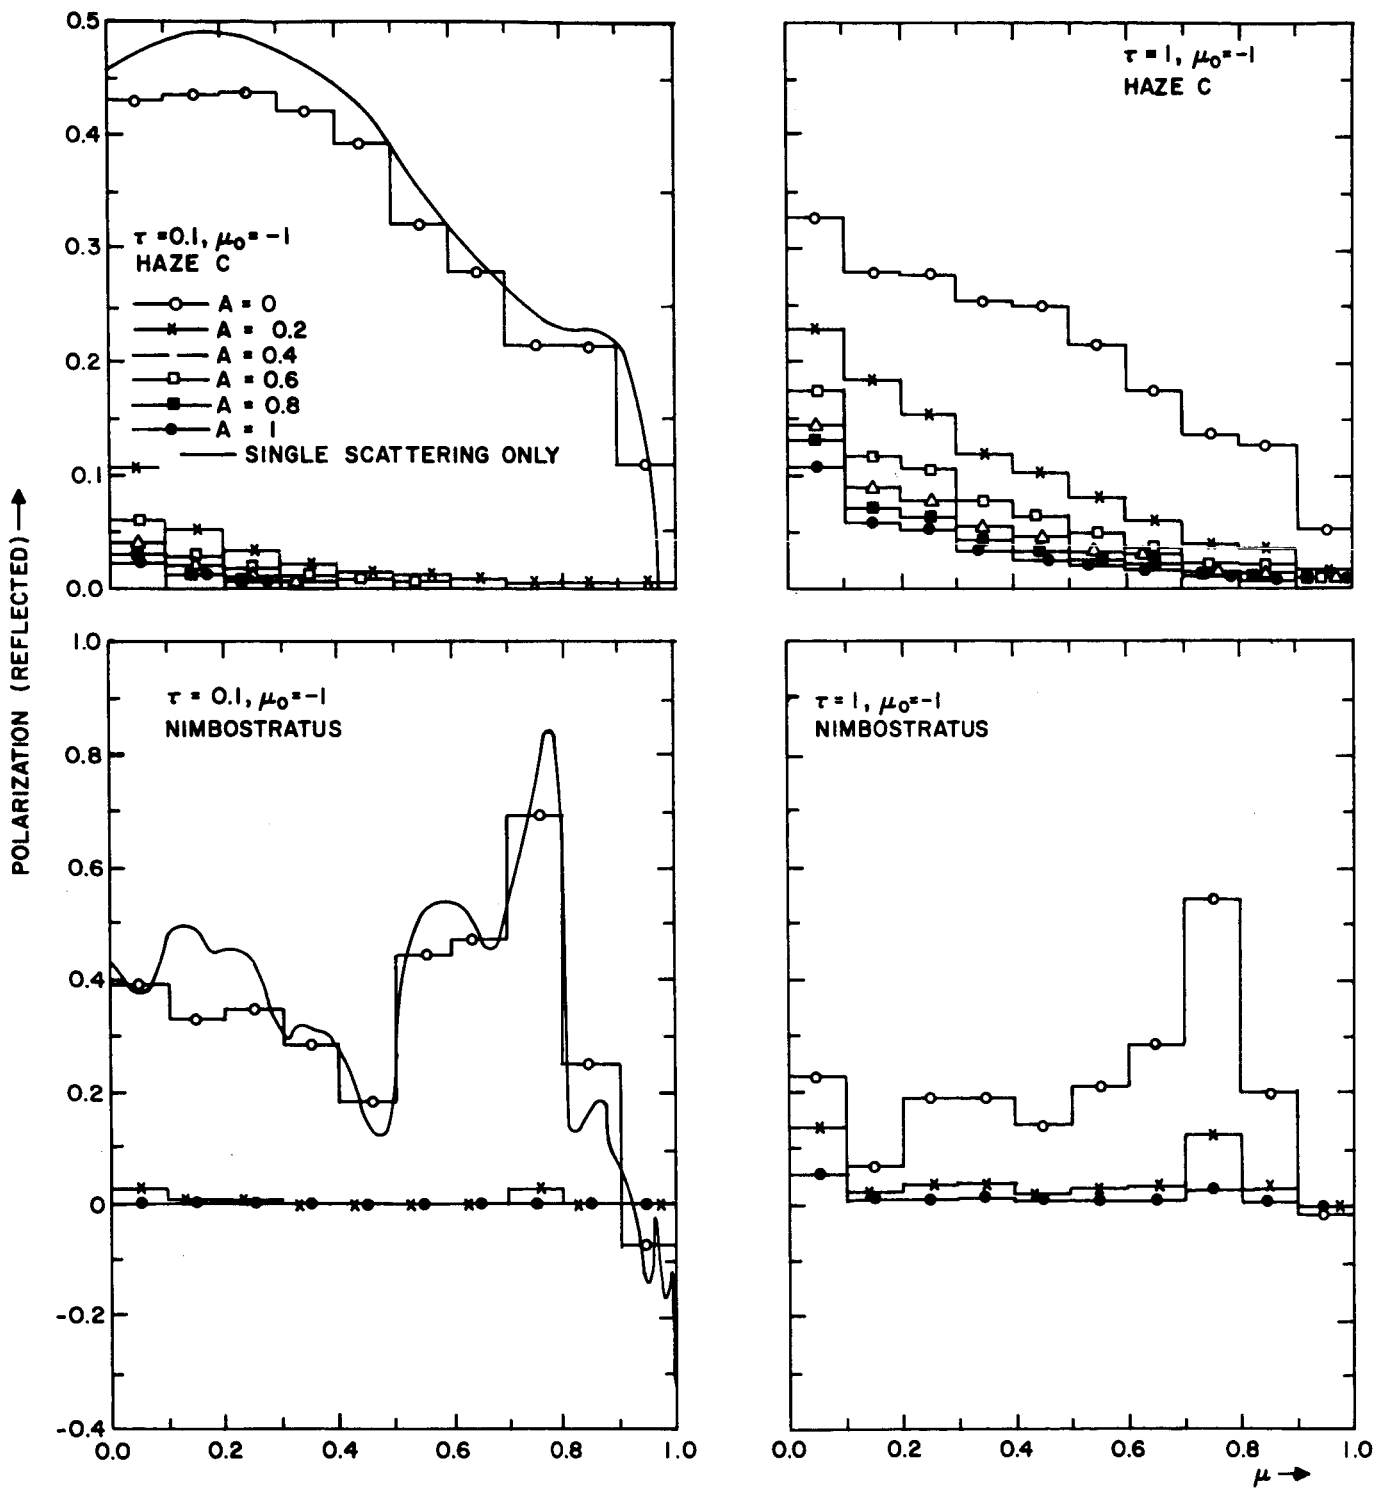 0.5
0.4
0.3
0.2
0.1
0.0
τ = 0.1, μ₀ = -1
HAZE C
A = 0
A = 0.2
A = 0.4
A = 0.6
A = 0.8
A = 1
SINGLE SCATTERING ONLY
τ = 1, μ₀ = -1
HAZE C
POLARIZATION (REFLECTED) →
1.0
0.8
0.6
0.4
0.2
0
-0.2
-0.4
τ = 0.1, μ₀ = -1
NIMBOSTRATUS
0.0 0.2 0.4 0.6 0.8 1.0
τ = 1, μ₀ = -1
NIMBOSTRATUS
0.0 0.2 0.4 0.6 0.8 1.0
μ →